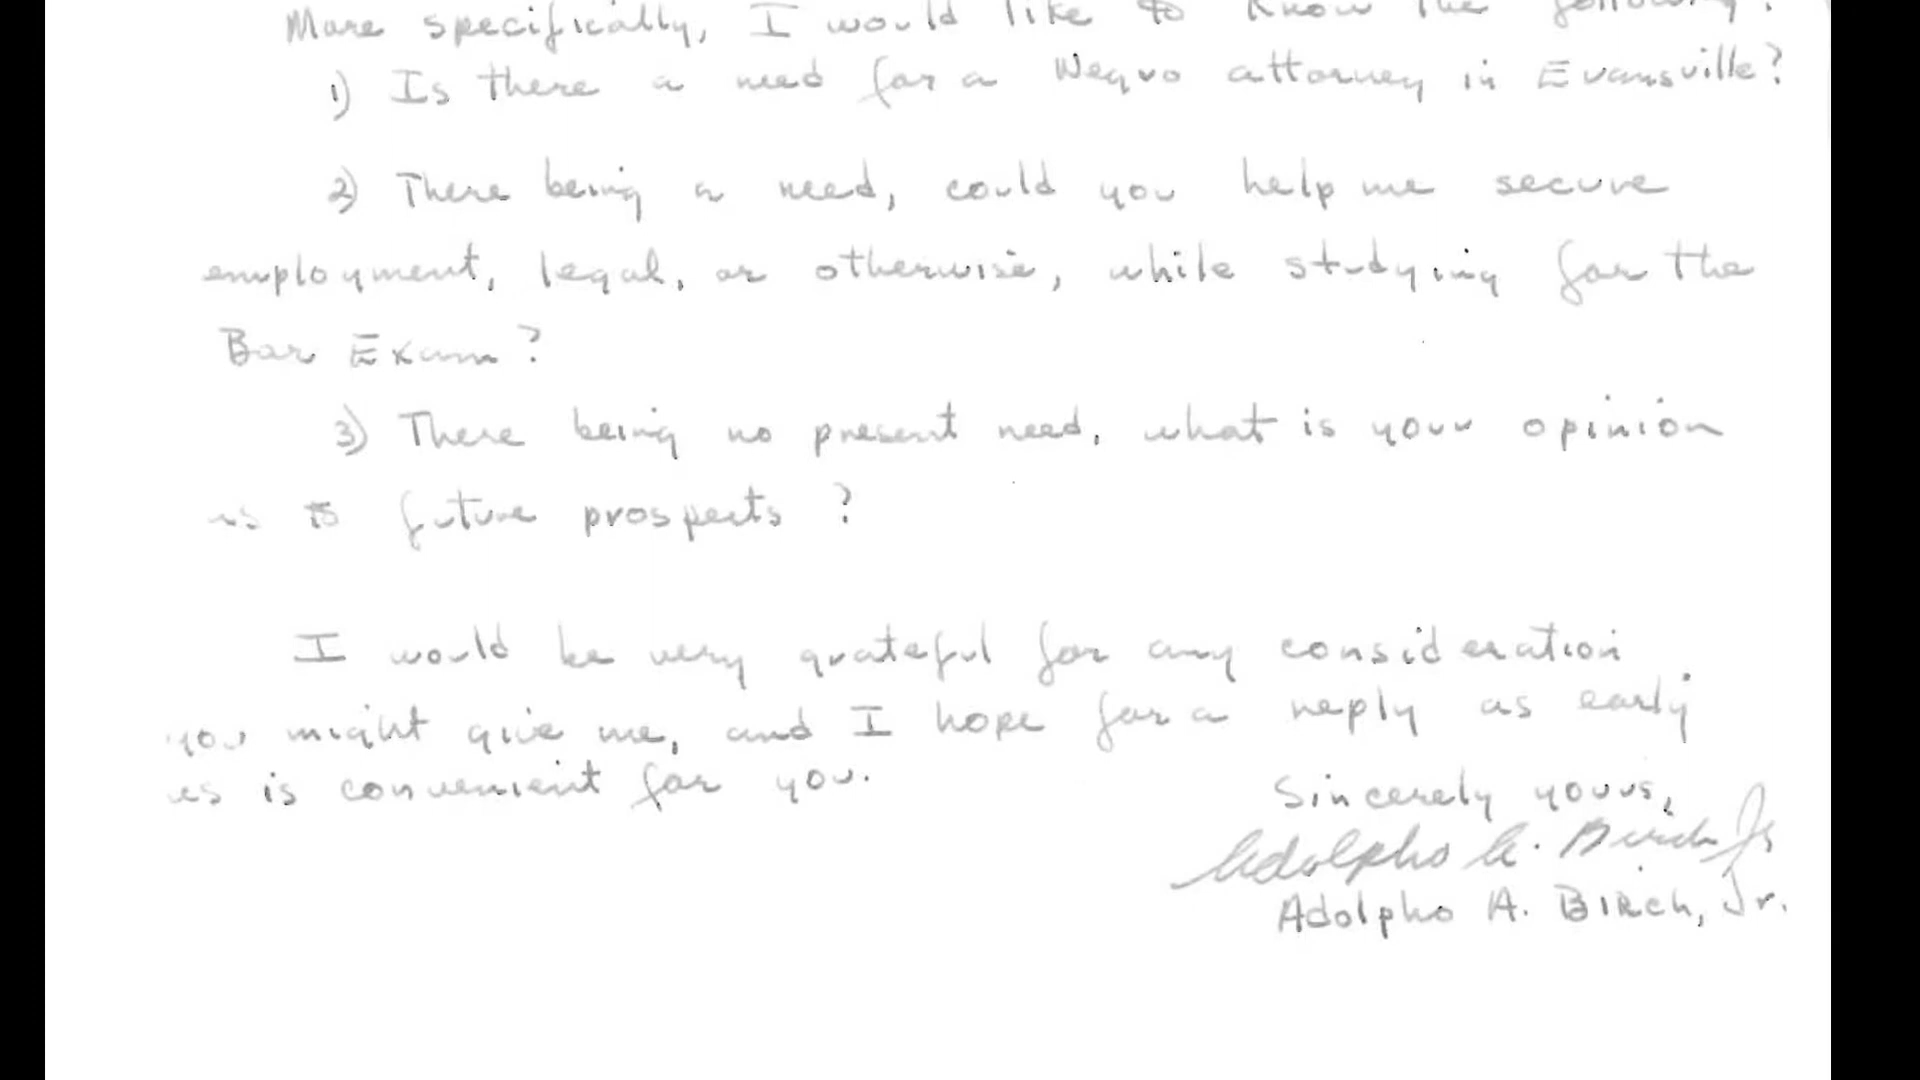 More specifically, I would like to know the following:
1) Is there a need for a Negro attorney in Evansville?
2) There being a need, could you help me secure
employment, legal, or otherwise, while studying for the
Bar Exam?
3) There being no present need, what is your opinion
as to future prospects?
I would be very grateful for any consideration
you might give me, and I hope for a reply as early
as is convenient for you.
Sincerely yours,
Adolpho A. Birch Jr
Adolpho A. Birch, Jr.